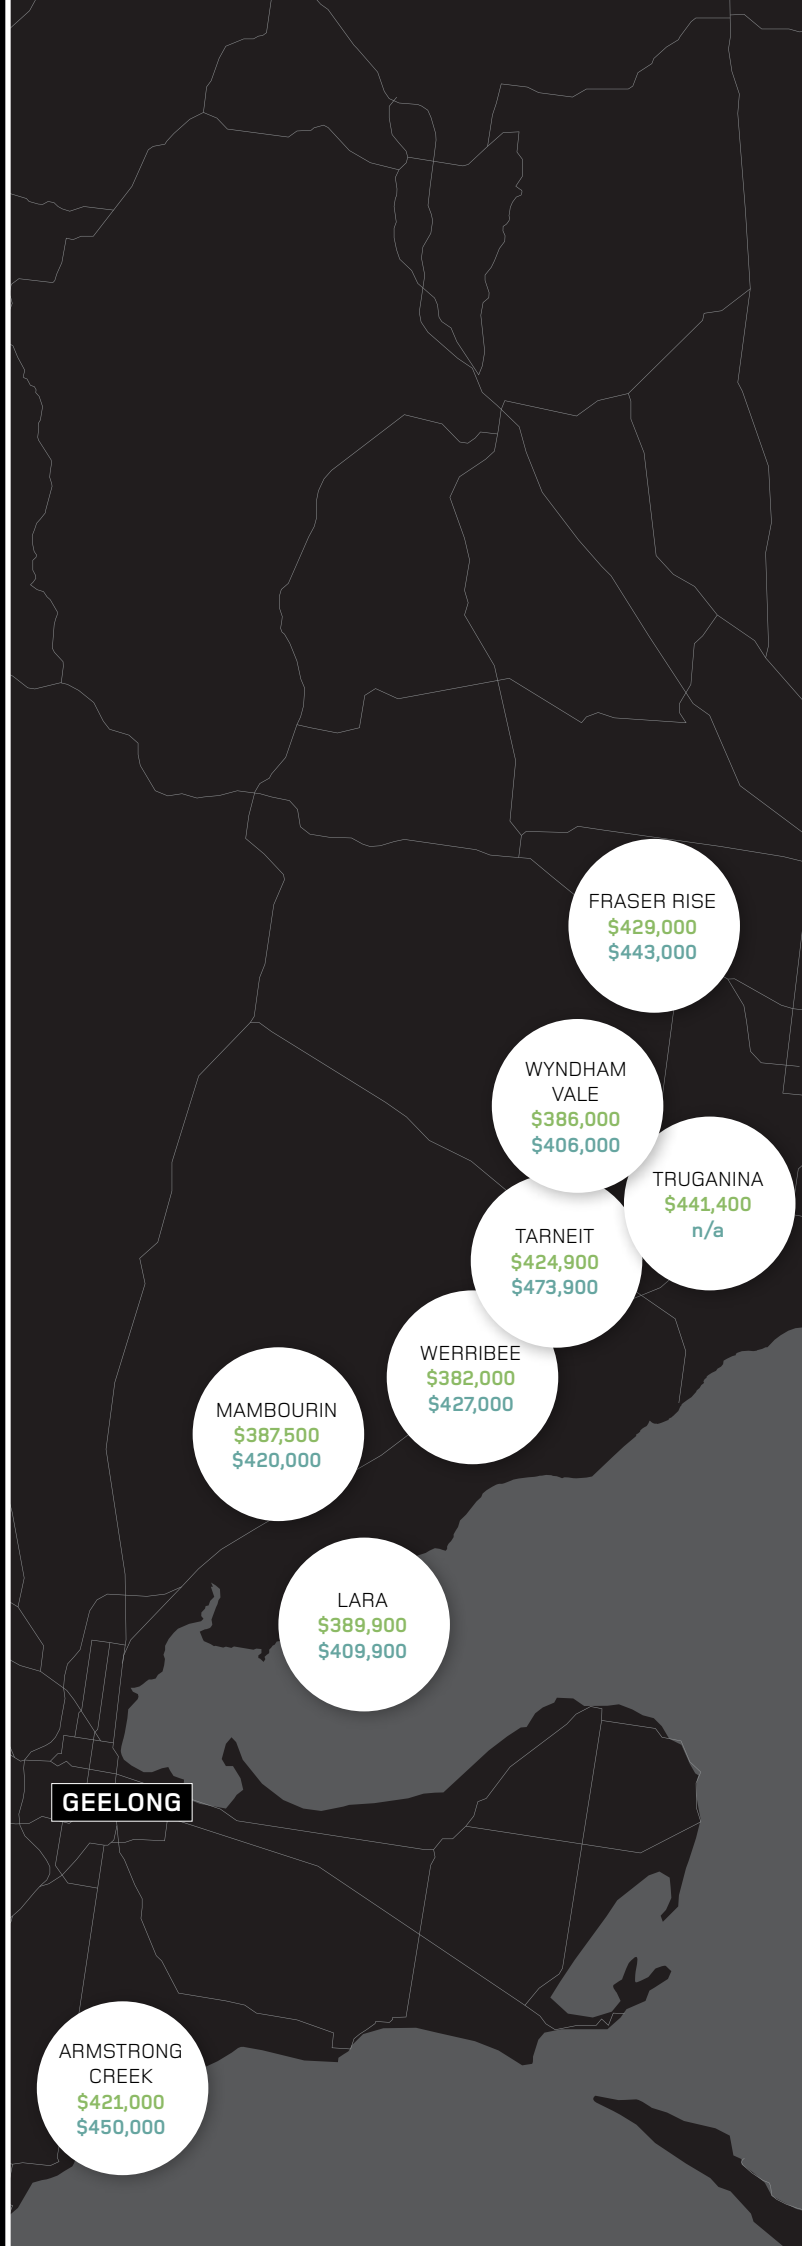 FRASER RISE
$429,000
$443,000
WYNDHAM
VALE
$386,000
$406,000
TRUGANINA
$441,400
n/a
TARNEIT
$424,900
$473,900
WERRIBEE
$382,000
$427,000
MAMBOURIN
$387,500
$420,000
LARA
$389,900
$409,900
GEELONG
ARMSTRONG
CREEK
$421,000
$450,000